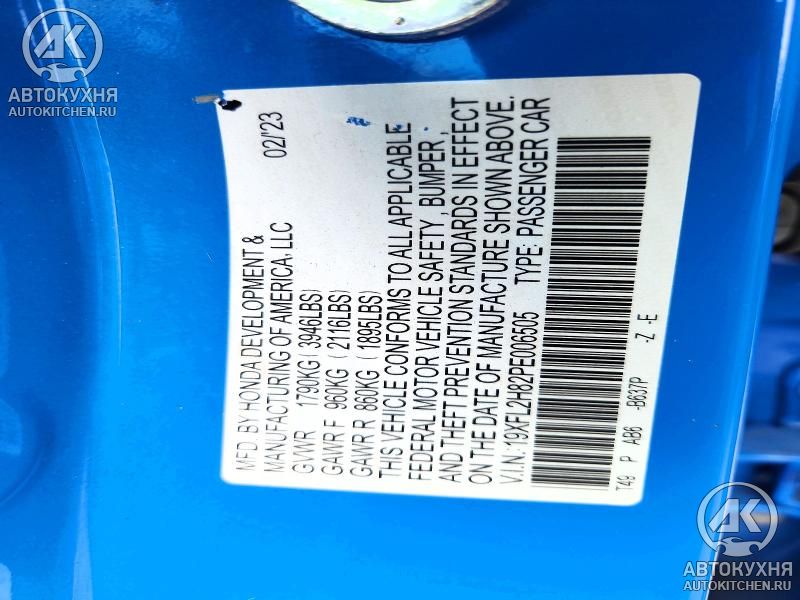 MFD. BY HONDA DEVELOPMENT & 02/'23
MANUFACTURING OF AMERICA, LLC
GVWR 1790KG (3946LBS)
GAWR F 960KG (2116LBS)
GAWR R 860KG (1895LBS)
THIS VEHICLE CONFORMS TO ALL APPLICABLE
FEDERAL MOTOR VEHICLE SAFETY, BUMPER,
AND THEFT PREVENTION STANDARDS IN EFFECT
ON THE DATE OF MANUFACTURE SHOWN ABOVE.
V.I.N: 19XFL2H82PE006505 TYPE: PASSENGER CAR
T49 P AB6 -B637P -Z -E
АК
АВТОКУХНЯ
AUTOKITCHEN.RU
АК
АВТОКУХНЯ
AUTOKITCHEN.RU